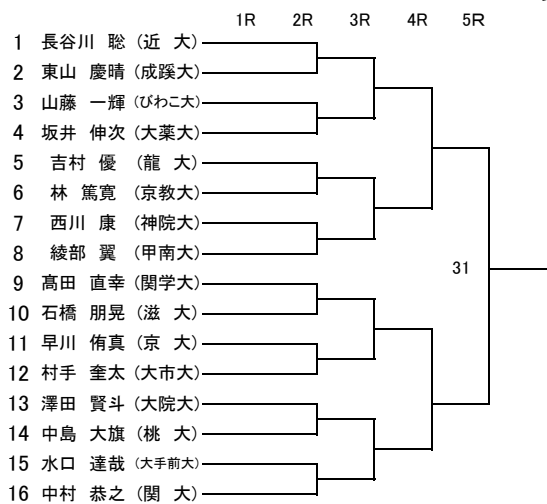 1R 2R 3R 4R 5R
1 長谷川 聡 (近 大)
2 東山 慶晴 (成蹊大)
3 山藤 一輝 (びわこ大)
4 坂井 伸次 (大薬大)
5 吉村 優 (龍 大)
6 林 篤寛 (京教大)
7 西川 康 (神院大)
8 綾部 翼 (甲南大)
9 髙田 直幸 (関学大)
31
10 石橋 朋晃 (滋 大)
11 早川 侑真 (京 大)
12 村手 奎太 (大市大)
13 澤田 賢斗 (大院大)
14 中島 大旗 (桃 大)
15 水口 達哉 (大手前大)
16 中村 恭之 (関 大)